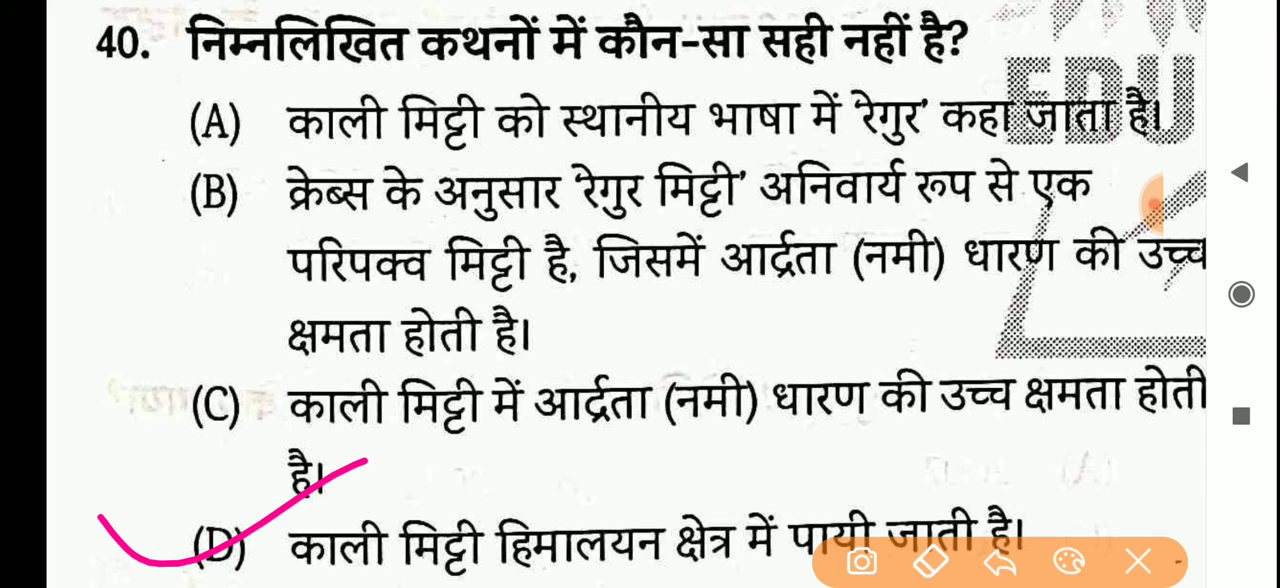 40. निम्नलिखित कथनों में कौन-सा सही नहीं है?
EDU
(A) काली मिट्टी को स्थानीय भाषा में 'रेगुर' कहा जाता है।
(B) क्रेब्स के अनुसार 'रेगुर मिट्टी' अनिवार्य रूप से एक
परिपक्व मिट्टी है, जिसमें आर्द्रता (नमी) धारण की उच्च
क्षमता होती है।
(C) काली मिट्टी में आर्द्रता (नमी) धारण की उच्च क्षमता होती
है।
(D) काली मिट्टी हिमालयन क्षेत्र में पायी जाती है।